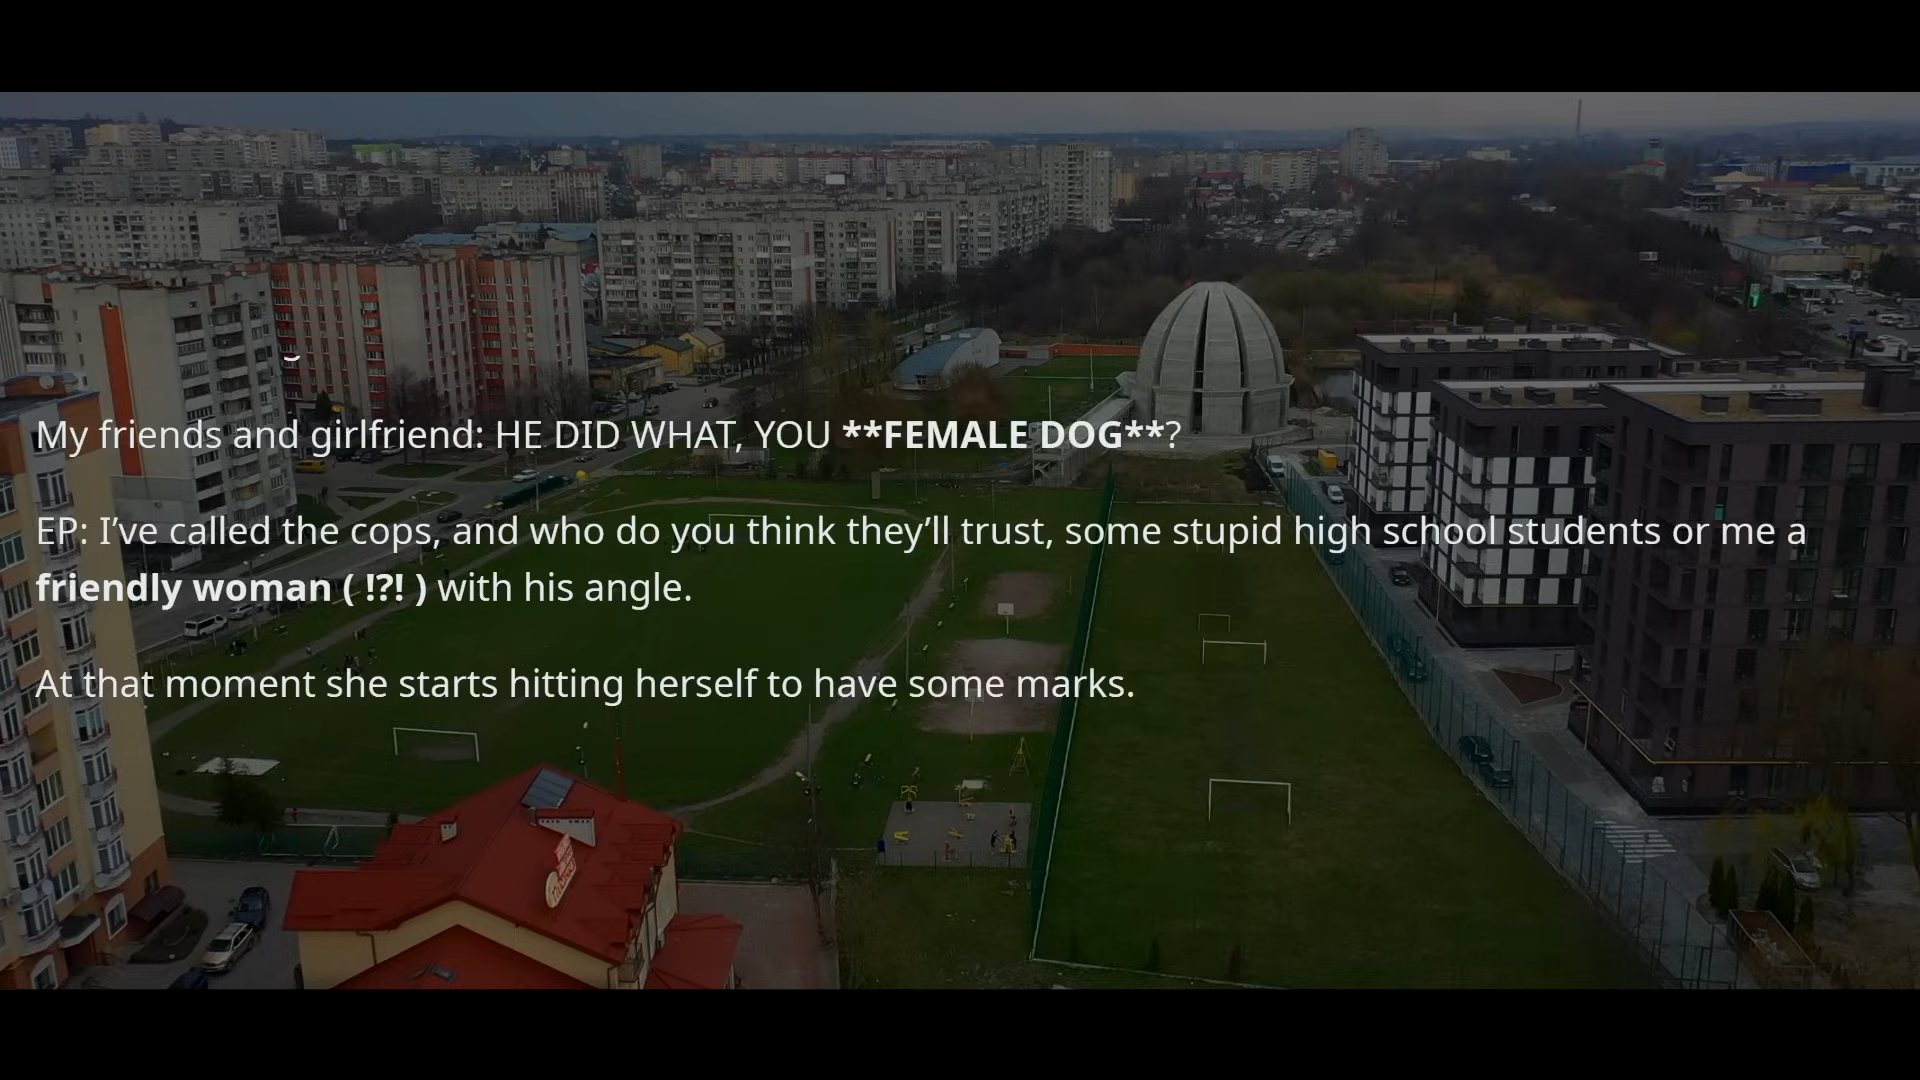 My friends and girlfriend: HE DID WHAT, YOU **FEMALE DOG**?
EP: I’ve called the cops, and who do you think they’ll trust, some stupid high school students or me a
friendly woman ( !?! ) with his angle.
At that moment she starts hitting herself to have some marks.